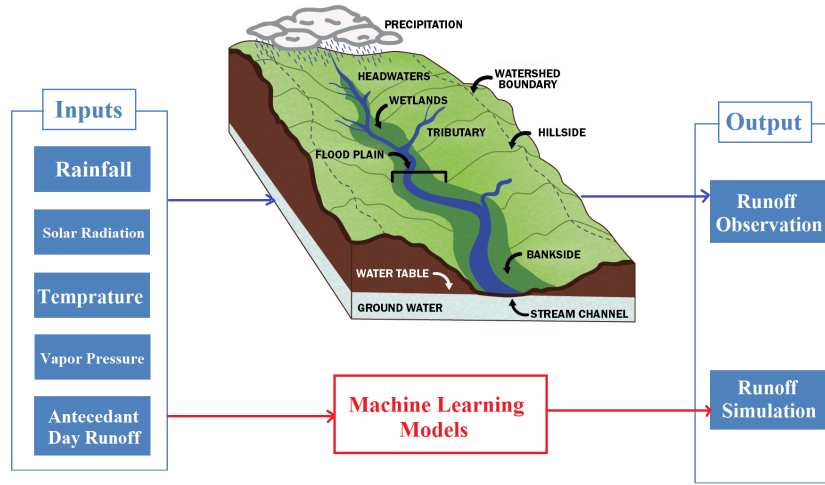 PRECIPITATION
HEADWATERS
WATERSHED
BOUNDARY
WETLANDS
TRIBUTARY
HILLSIDE
FLOOD PLAIN
BANKSIDE
WATER TABLE
GROUND WATER
STREAM CHANNEL
Inputs
Rainfall
Solar Radiation
Temprature
Vapor Pressure
Antecedant
Day Runoff
Machine Learning
Models
Output
Runoff
Observation
Runoff
Simulation